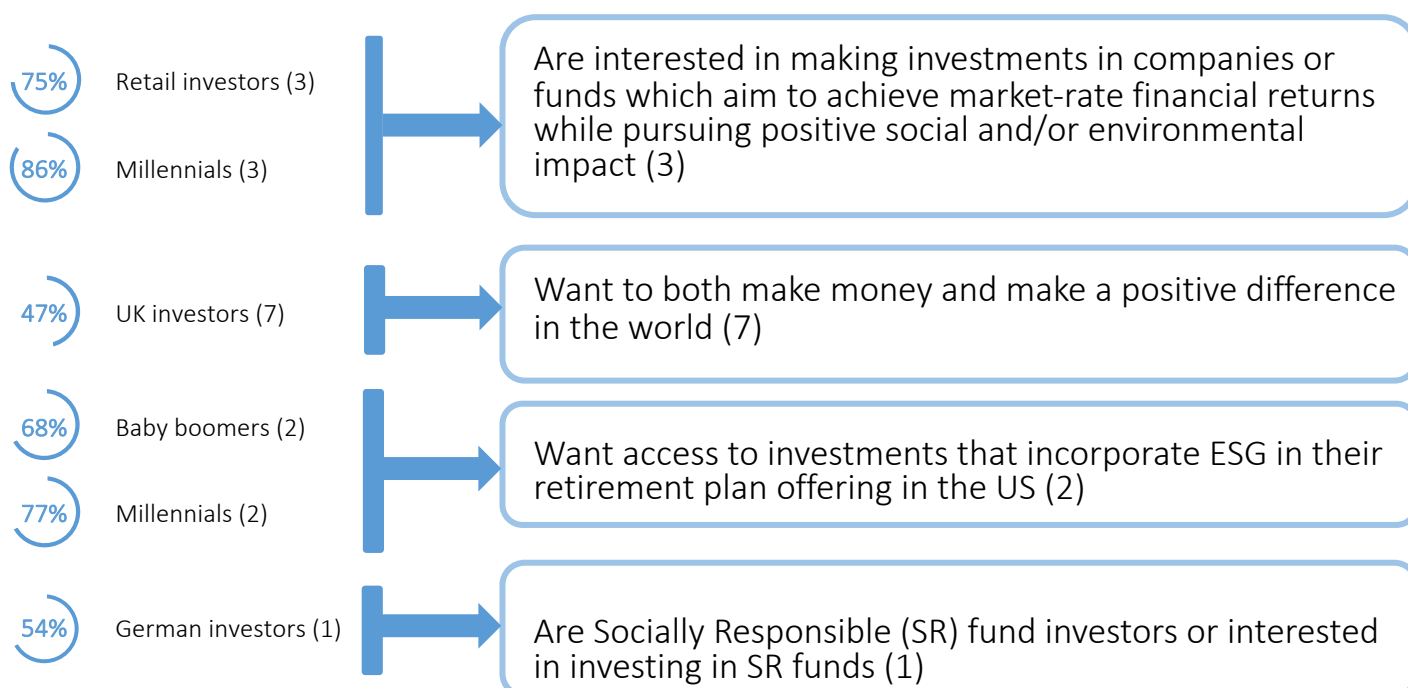 75% Retail investors (3)
86% Millennials (3)
Are interested in making investments in companies or
funds which aim to achieve market-rate financial returns
while pursuing positive social and/or environmental
impact (3)
47% UK investors (7)
Want to both make money and make a positive difference
in the world (7)
68% Baby boomers (2)
77% Millennials (2)
Want access to investments that incorporate ESG in their
retirement plan offering in the US (2)
54% German investors (1)
Are Socially Responsible (SR) fund investors or interested
in investing in SR funds (1)